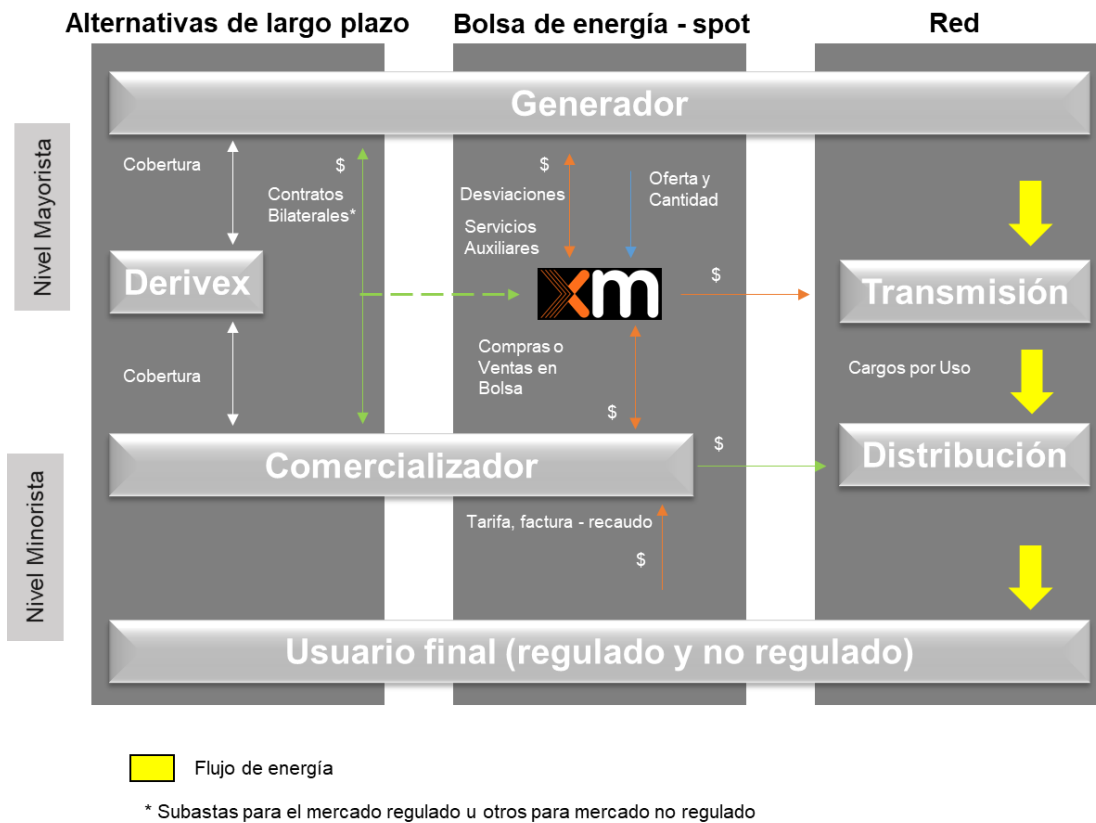 Alternativas de largo plazo
Bolsa de energía - spot
Red
Nivel Mayorista
Generador
Cobertura
$
Contratos
Bilaterales*
$
Desviaciones
Servicios
Auxiliares
Oferta y
Cantidad
Derivex
xm
$
Transmisión
Cobertura
Compras o
Ventas en
Bolsa
$
Cargos por Uso
Nivel Minorista
Comercializador
$
Distribución
Tarifa, factura - recaudo
$
Usuario final (regulado y no regulado)
Flujo de energía
* Subastas para el mercado regulado u otros para mercado no regulado